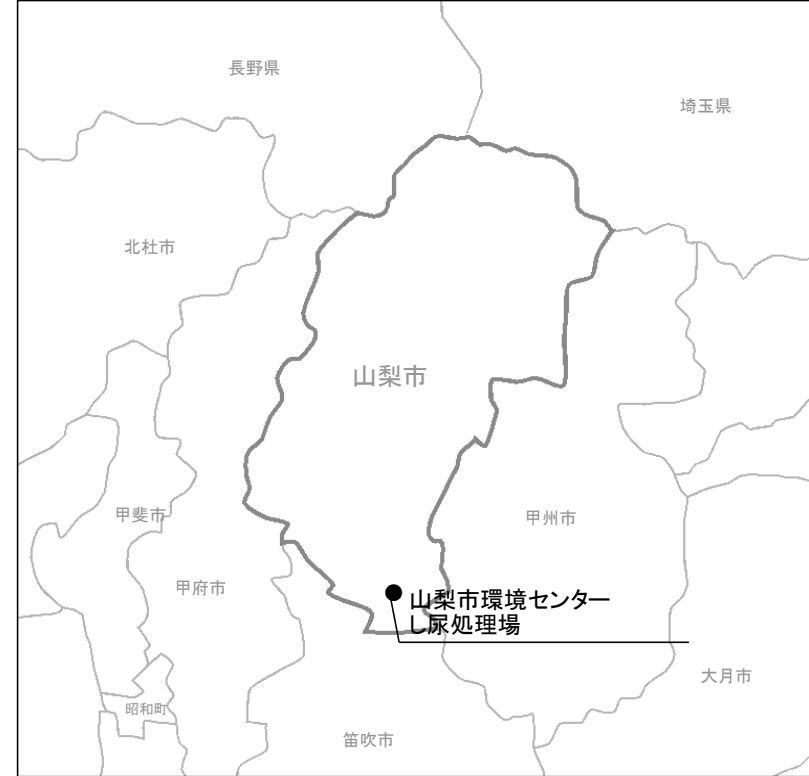 長野県
埼玉県
北杜市
山梨市
甲斐市
甲州市
甲府市
山梨市環境センター
し尿処理場
大月市
昭和町
笛吹市